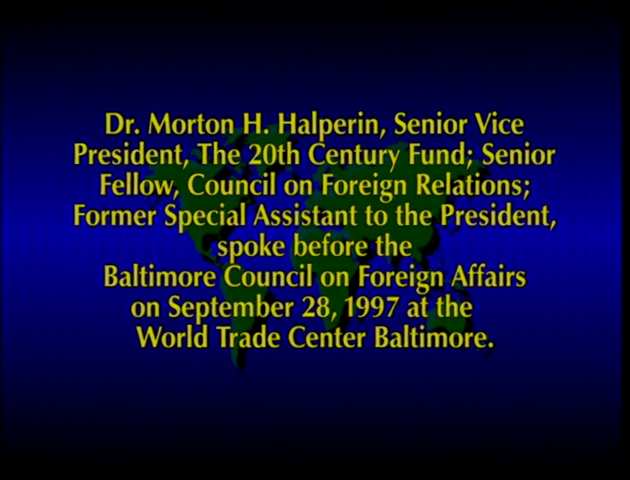 Dr. Morton H. Halperin, Senior Vice
President, The 20th Century Fund; Senior
Fellow, Council on Foreign Relations;
Former Special Assistant to the President,
spoke before the
Baltimore Council on Foreign Affairs
on September 28, 1997 at the
World Trade Center Baltimore.